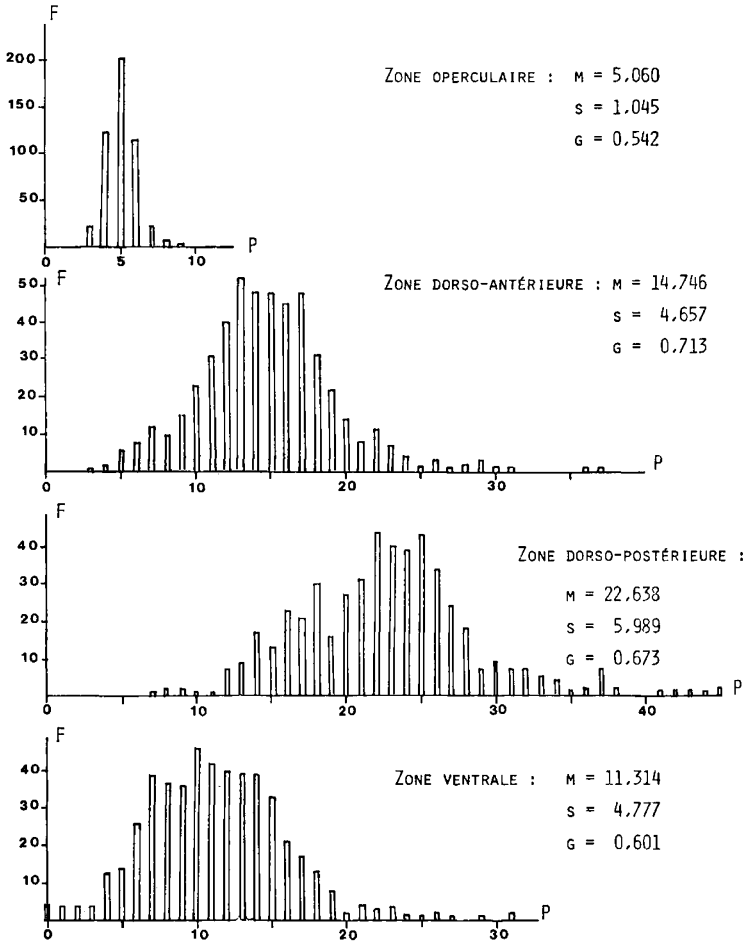 F
200
150
100
50
0
5
10
P
ZONE OPERCULAIRE : M = 5,060
S = 1,045
G = 0,542
F
50
40
30
20
10
0
10
20
30
P
ZONE DORSO-ANTÉRIEURE : M = 14,746
S = 4,657
G = 0,713
F
40
30
20
10
0
10
20
30
40
P
ZONE DORSO-POSTÉRIEURE :
M = 22,638
S = 5,989
G = 0,673
F
40
30
20
10
0
10
20
30
P
ZONE VENTRALE : M = 11,314
S = 4,777
G = 0,601